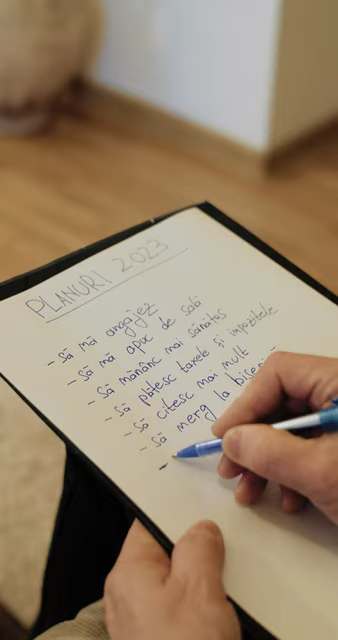 PLANURI 2023
- să mă angajez
- să mă apuc de sală
- să mănânc mai sănătos
- să plătesc taxele și impozitele
- să citesc mai mult
- să merg la
-